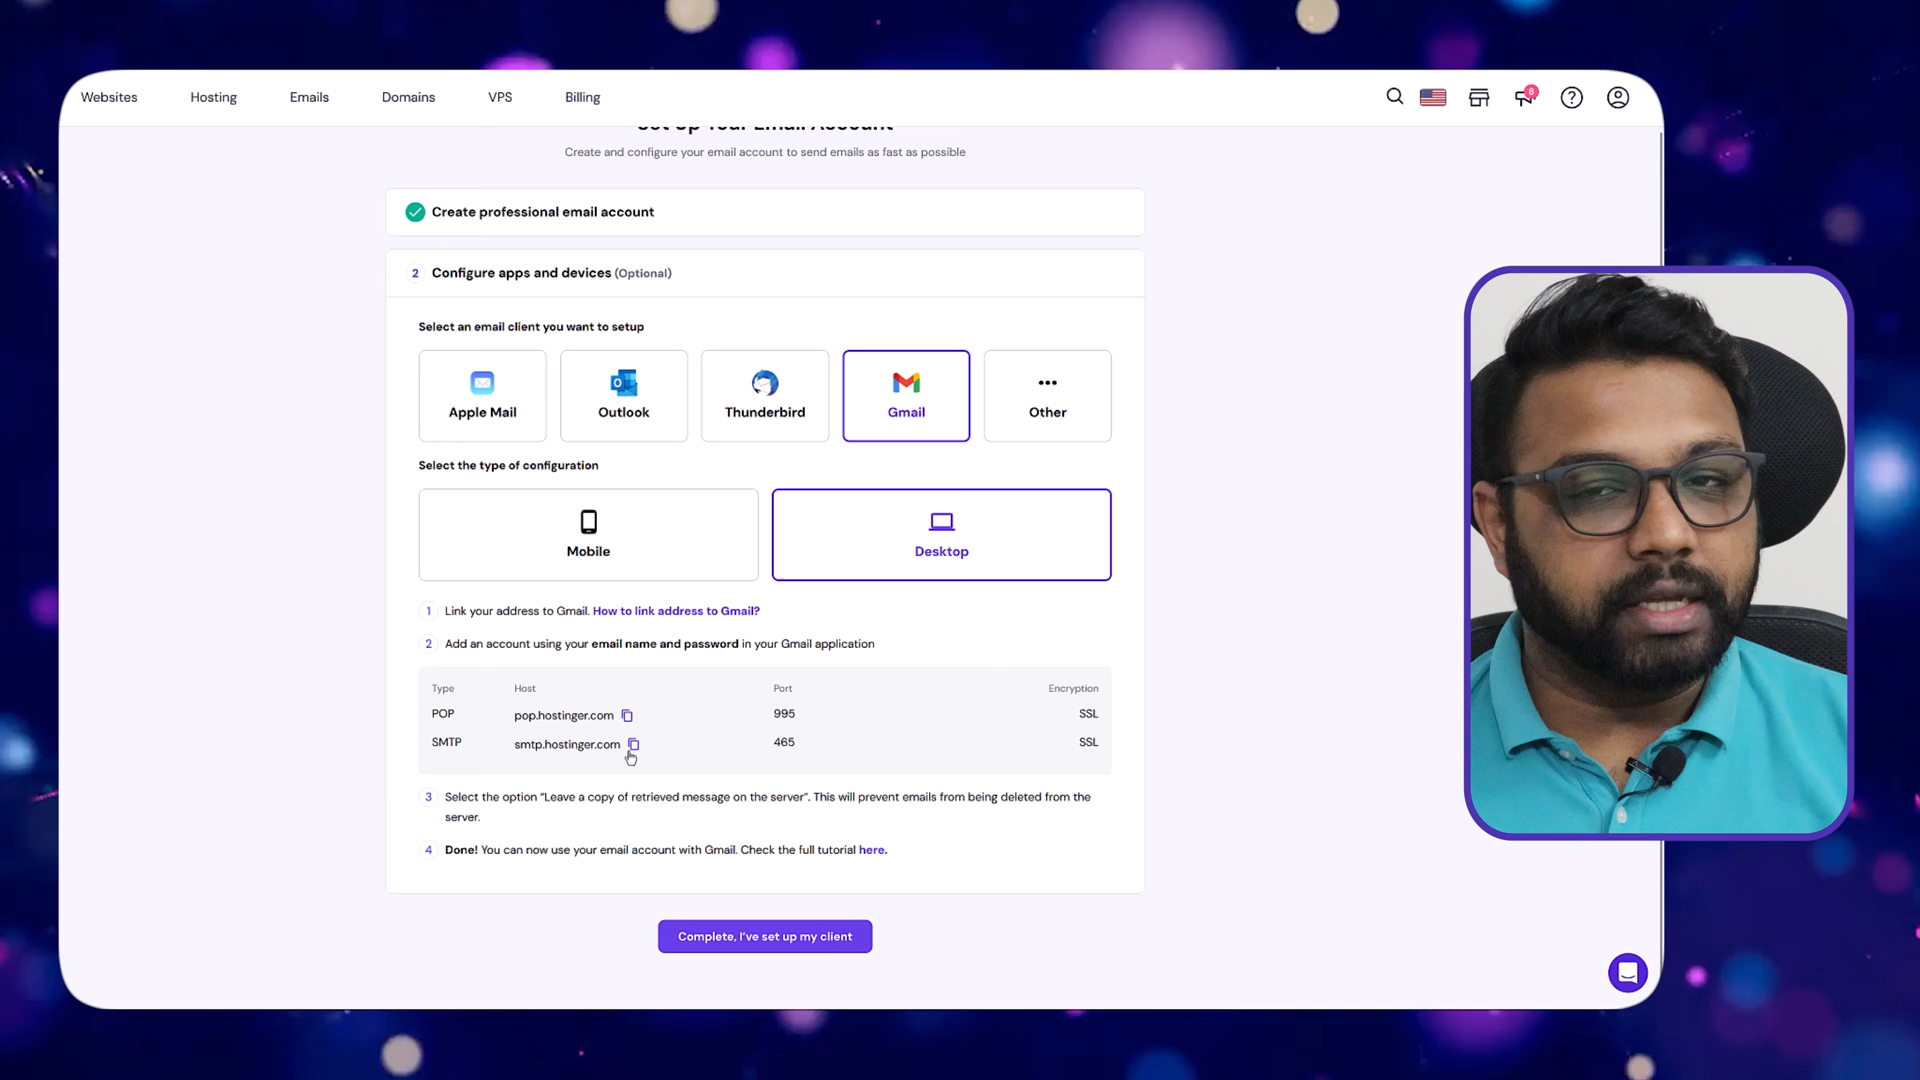 Websites Hosting Emails Domains VPS Billing 8
Set Up Your Email Account
Create and configure your email account to send emails as fast as possible
Create professional email account
2 Configure apps and devices (Optional)
Select an email client you want to setup
Apple Mail Outlook Thunderbird Gmail Other
Select the type of configuration
Mobile Desktop
1 Link your address to Gmail. How to link address to Gmail?
2 Add an account using your email name and password in your Gmail application
Type Host Port Encryption
POP pop.hostinger.com 995 SSL
SMTP smtp.hostinger.com 465 SSL
3 Select the option “Leave a copy of retrieved message on the server”. This will prevent emails from being deleted from the
server.
4 Done! You can now use your email account with Gmail. Check the full tutorial here.
Complete, I've set up my client